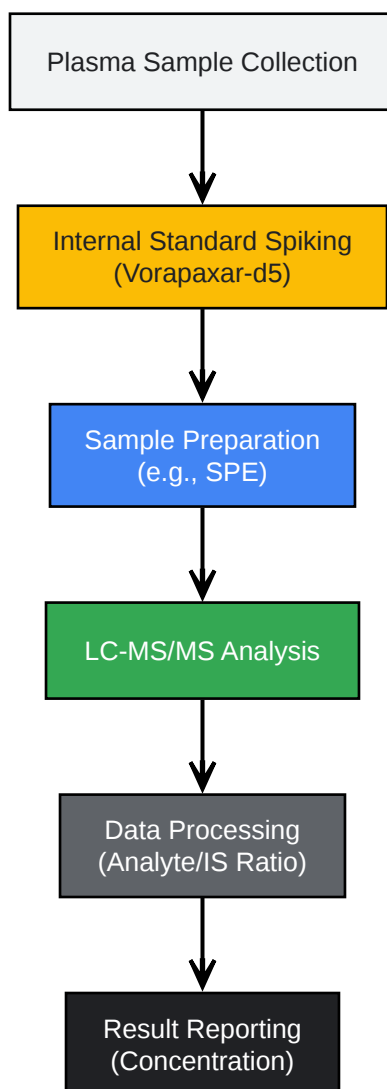 Plasma Sample Collection
Internal Standard Spiking
(Vorapaxar-d5)
Sample Preparation
(e.g., SPE)
LC-MS/MS Analysis
Data Processing
(Analyte/IS Ratio)
Result Reporting
(Concentration)